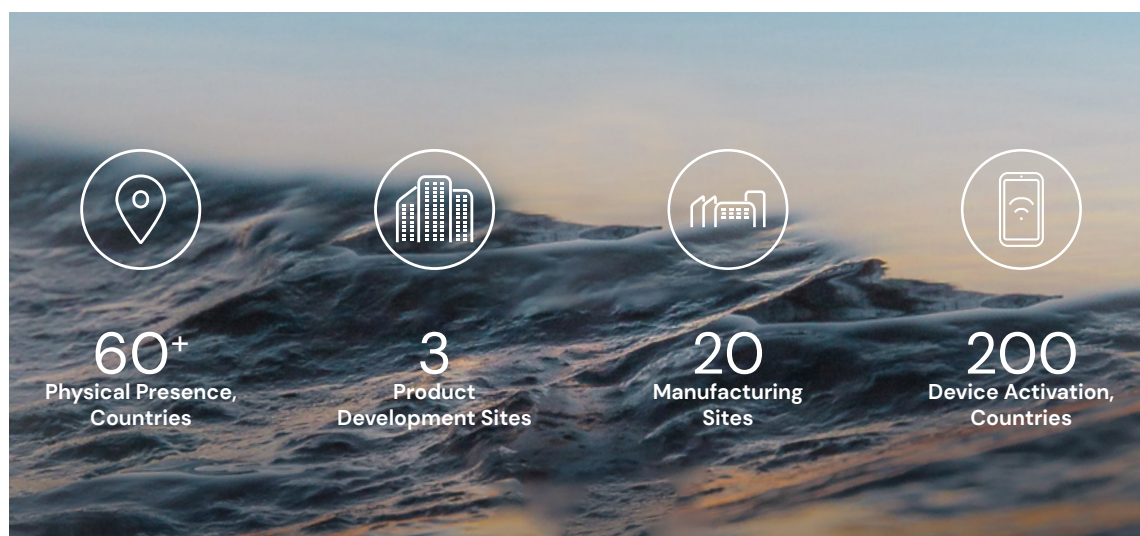 60+
Physical Presence,
Countries
3
Product
Development Sites
20
Manufacturing
Sites
200
Device Activation,
Countries